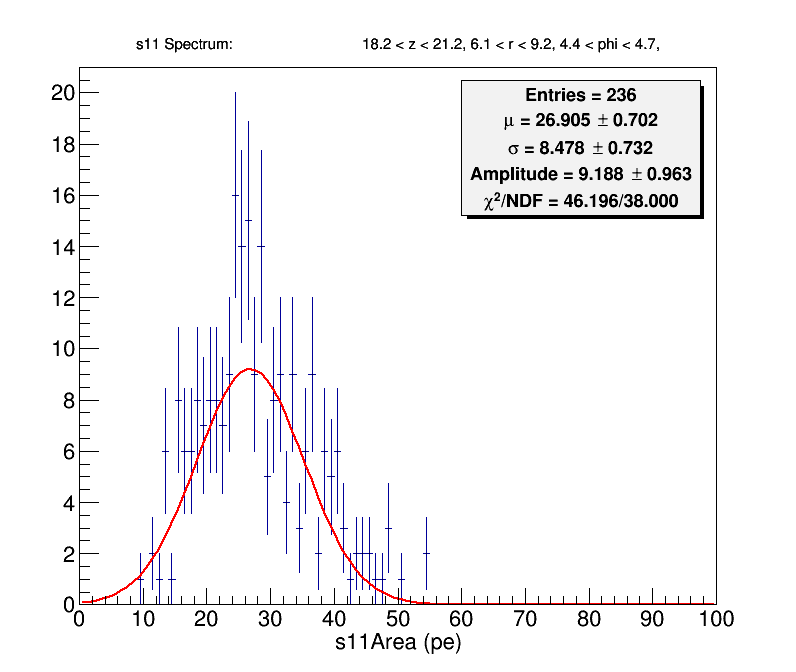 s11 Spectrum: 18.2 < z < 21.2, 6.1 < r < 9.2, 4.4 < phi < 4.7,
Entries = 236
μ = 26.905 ± 0.702
σ = 8.478 ± 0.732
Amplitude = 9.188 ± 0.963
χ²/NDF = 46.196/38.000
20
18
16
14
12
10
8
6
4
2
0
0 10 20 30 40 50 60 70 80 90 100
s11Area (pe)